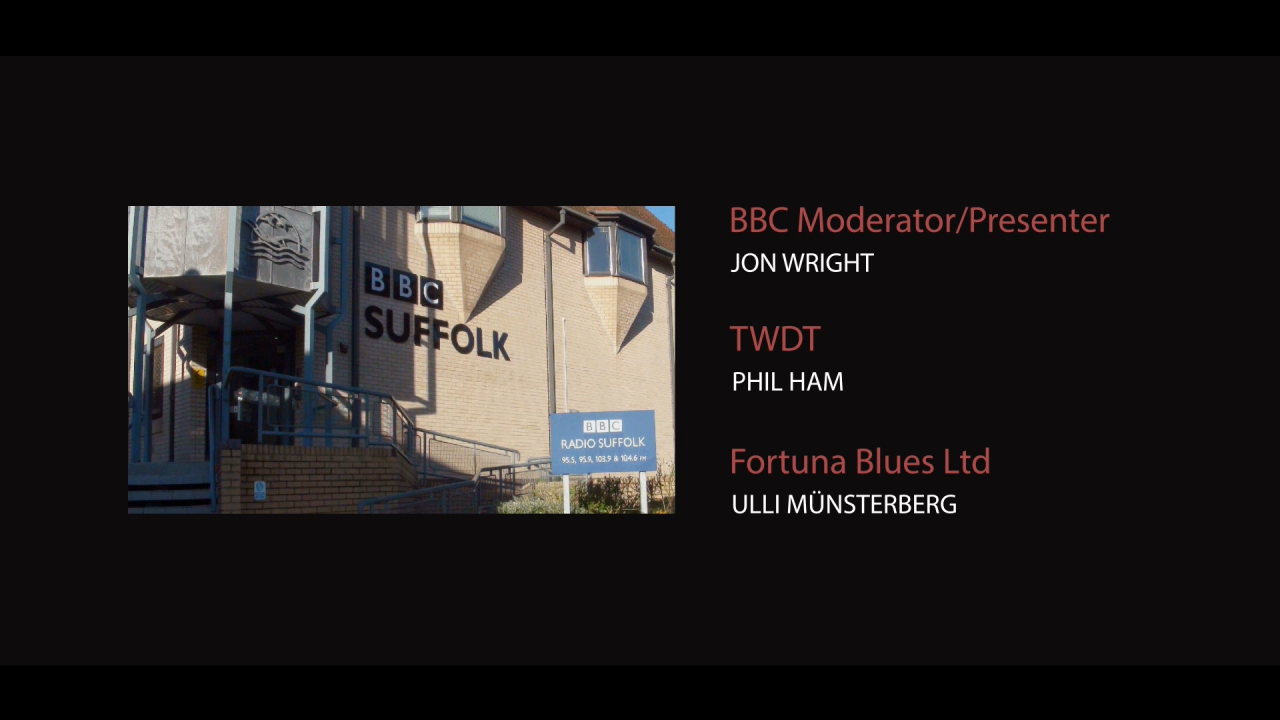 BBC
SUFFOLK
BBC
RADIO SUFFOLK
95.5, 95.9, 103.9 & 104.6 FM
BBC Moderator/Presenter
JON WRIGHT
TWDT
PHIL HAM
Fortuna Blues Ltd
ULLI MÜNSTERBERG